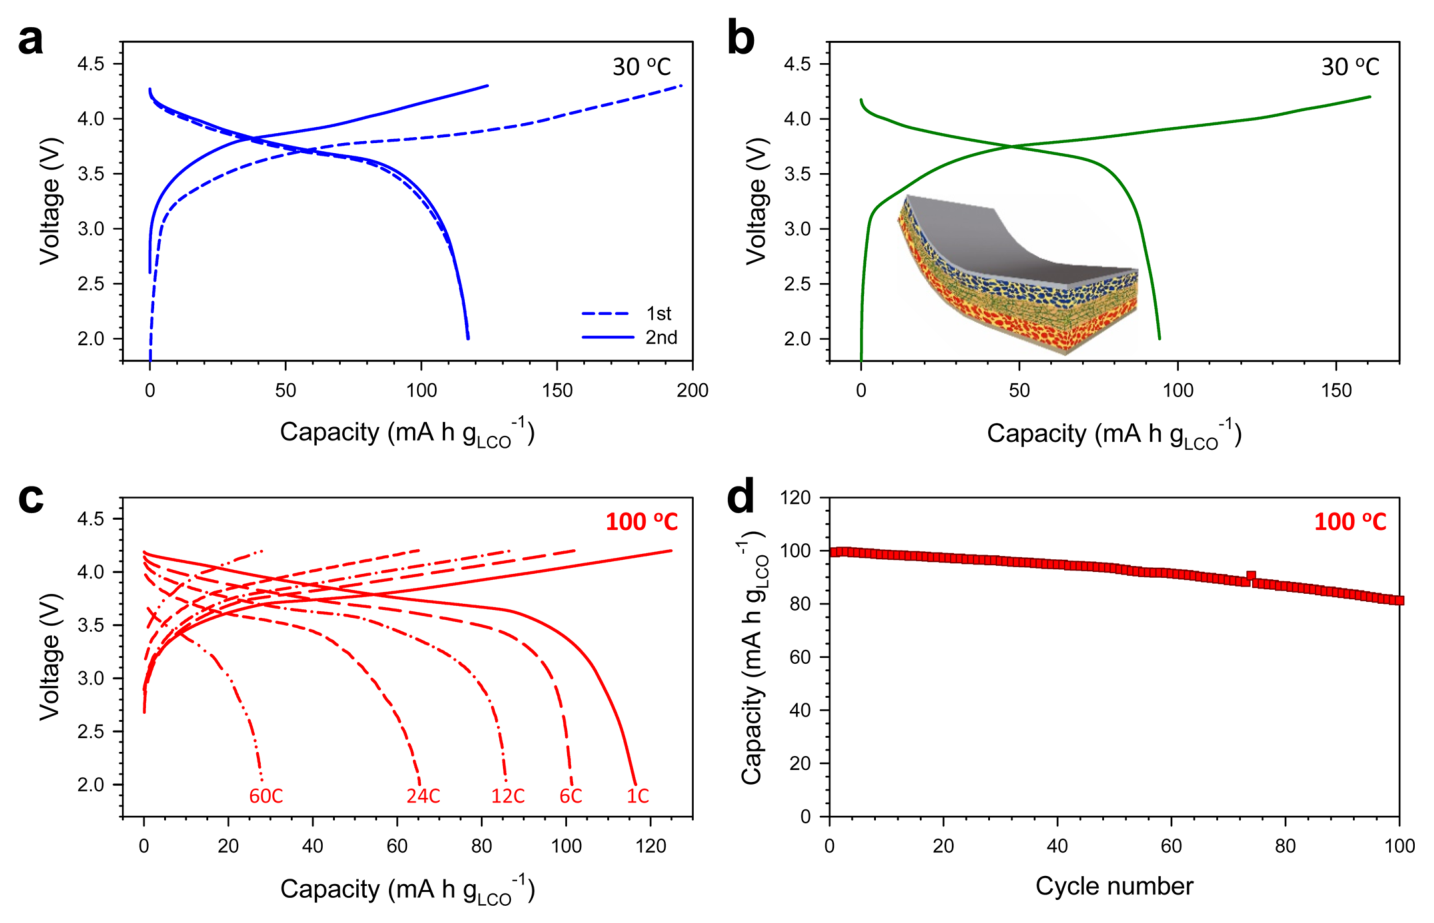 a
30 °C
4.5
4.0
3.5
3.0
2.5
2.0
Voltage (V)
1st
2nd
0 50 100 150 200
Capacity (mA h gLCO-1)
b
30 °C
4.5
4.0
3.5
3.0
2.5
2.0
Voltage (V)
0 50 100 150
Capacity (mA h gLCO-1)
c
100 °C
4.5
4.0
3.5
3.0
2.5
2.0
Voltage (V)
60C 24C 12C 6C 1C
0 20 40 60 80 100 120
Capacity (mA h gLCO-1)
d
100 °C
120
100
80
60
40
20
0
Capacity (mA h gLCO-1)
0 20 40 60 80 100
Cycle number